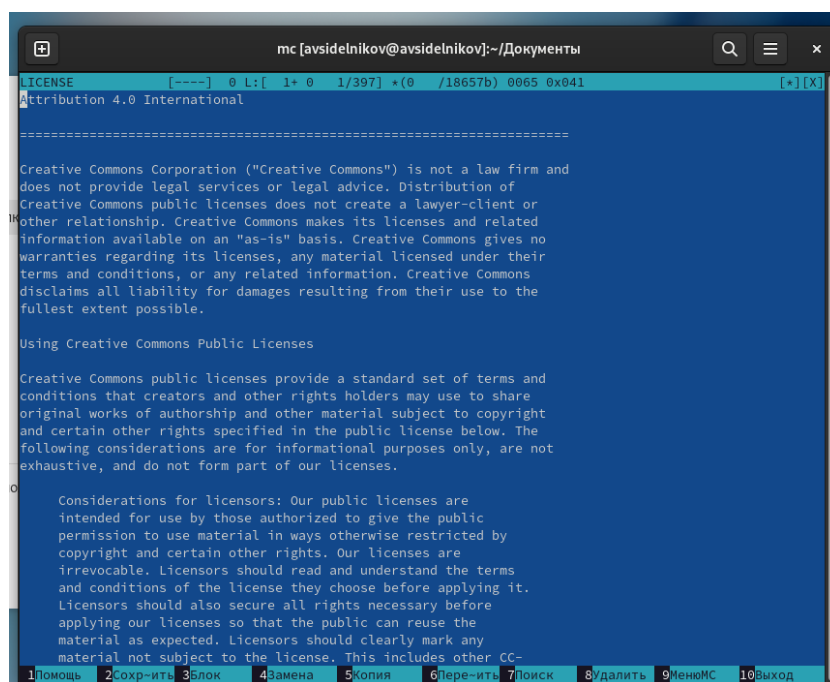 mc [avsidelnikov@avsidelnikov]:~/Документы
LICENSE [----] 0 L:[ 1+ 0 1/397] *(0 /18657b) 0065 0x041 [*][X]
Attribution 4.0 International
=======================================================================
Creative Commons Corporation ("Creative Commons") is not a law firm and
does not provide legal services or legal advice. Distribution of
Creative Commons public licenses does not create a lawyer-client or
other relationship. Creative Commons makes its licenses and related
information available on an "as-is" basis. Creative Commons gives no
warranties regarding its licenses, any material licensed under their
terms and conditions, or any related information. Creative Commons
disclaims all liability for damages resulting from their use to the
fullest extent possible.
Using Creative Commons Public Licenses
Creative Commons public licenses provide a standard set of terms and
conditions that creators and other rights holders may use to share
original works of authorship and other material subject to copyright
and certain other rights specified in the public license below. The
following considerations are for informational purposes only, are not
exhaustive, and do not form part of our licenses.
Considerations for licensors: Our public licenses are
intended for use by those authorized to give the public
permission to use material in ways otherwise restricted by
copyright and certain other rights. Our licenses are
irrevocable. Licensors should read and understand the terms
and conditions of the license they choose before applying it.
Licensors should also secure all rights necessary before
applying our licenses so that the public can reuse the
material as expected. Licensors should clearly mark any
material not subject to the license. This includes other CC-
1Помощь 2Сохр~ить 3Блок 4Замена 5Копия 6Пере~ить 7Поиск 8Удалить 9МенюMC 10Выход